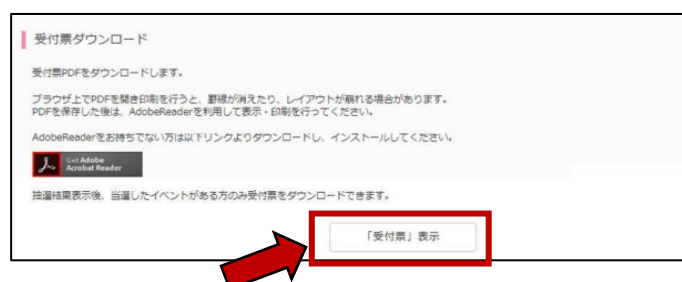 受付票ダウンロード
受付票PDFをダウンロードします。
ブラウザ上でPDFを開き印刷を行うと、罫線が消えたり、レイアウトが崩れる場合があります。
PDFを保存した後は、AdobeReaderを利用して表示・印刷を行ってください。
AdobeReaderをお持ちでない方は以下リンクよりダウンロードし、インストールしてください。
Get Adobe
Acrobat Reader
抽選結果表示後、当選したイベントがある方のみ受付票をダウンロードできます。
「受付票」表示